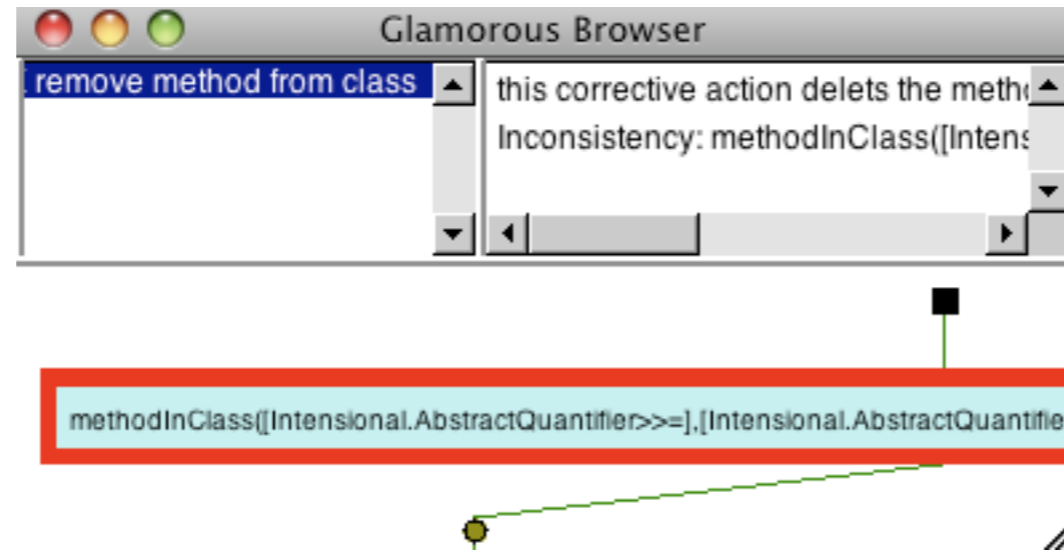 Glamorous Browser
remove method from class
this corrective action delets the
Inconsistency: methodInClass([Intens
methodInClass([Intensional.AbstractQuantifier>>=],[Intensional.AbstractQuantifie